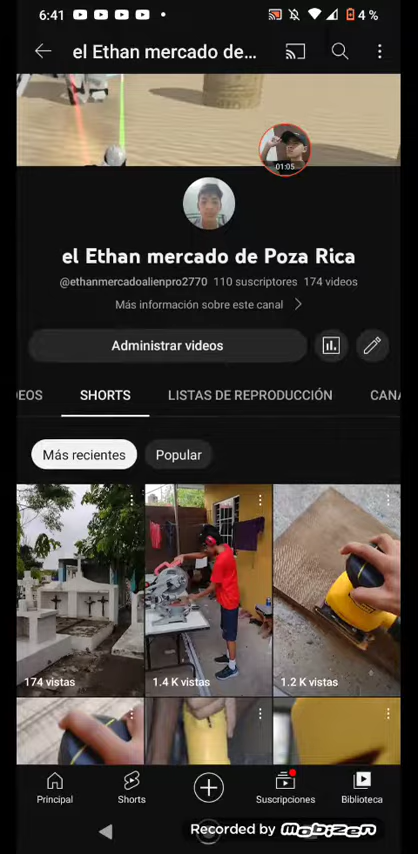 6:41
4 %
el Ethan mercado de...
01:05
el Ethan mercado de Poza Rica
@ethanmercadoalienpro2770 110 suscriptores 174 videos
Más información sobre este canal
Administrar videos
DEOS SHORTS LISTAS DE REPRODUCCIÓN CANA
Más recientes Popular
174 vistas 1.4 K vistas 1.2 K vistas
Principal Shorts Suscripciones Biblioteca
Recorded by mobizen